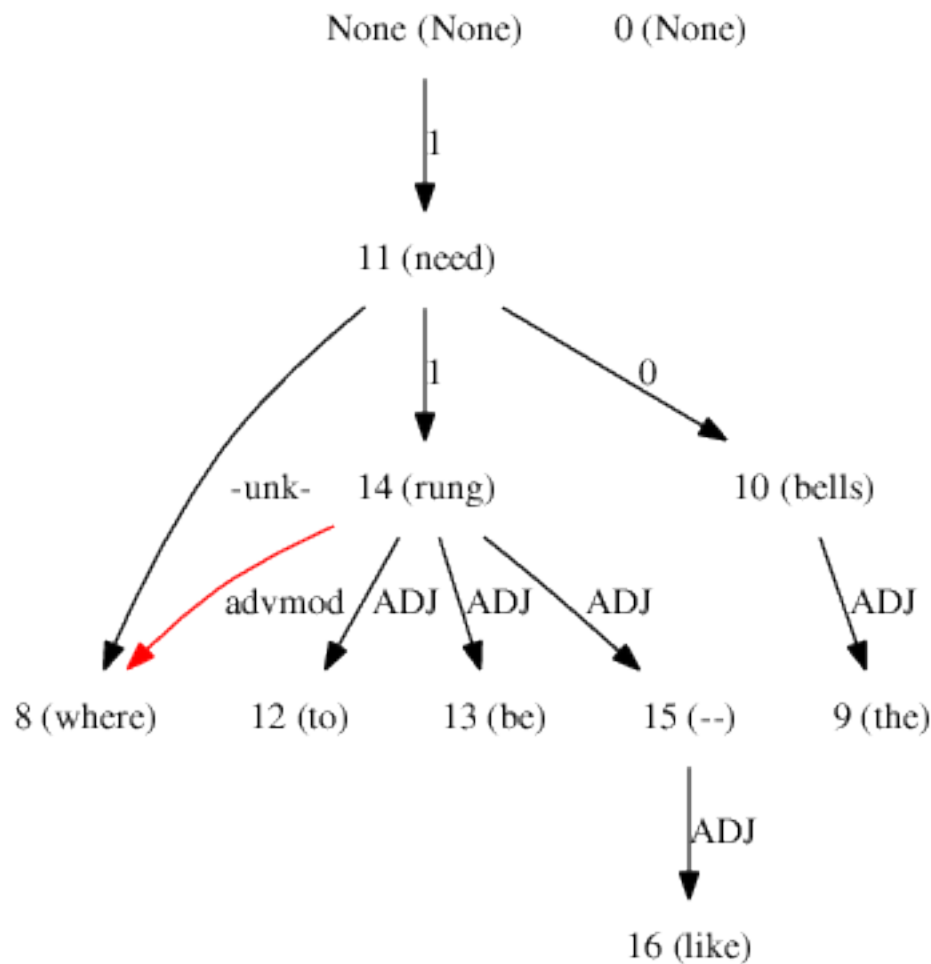 None (None) 0 (None)
1
11 (need)
1 0
-unk- 14 (rung) 10 (bells)
advmod ADJ ADJ ADJ ADJ
8 (where) 12 (to) 13 (be) 15 (--) 9 (the)
ADJ
16 (like)